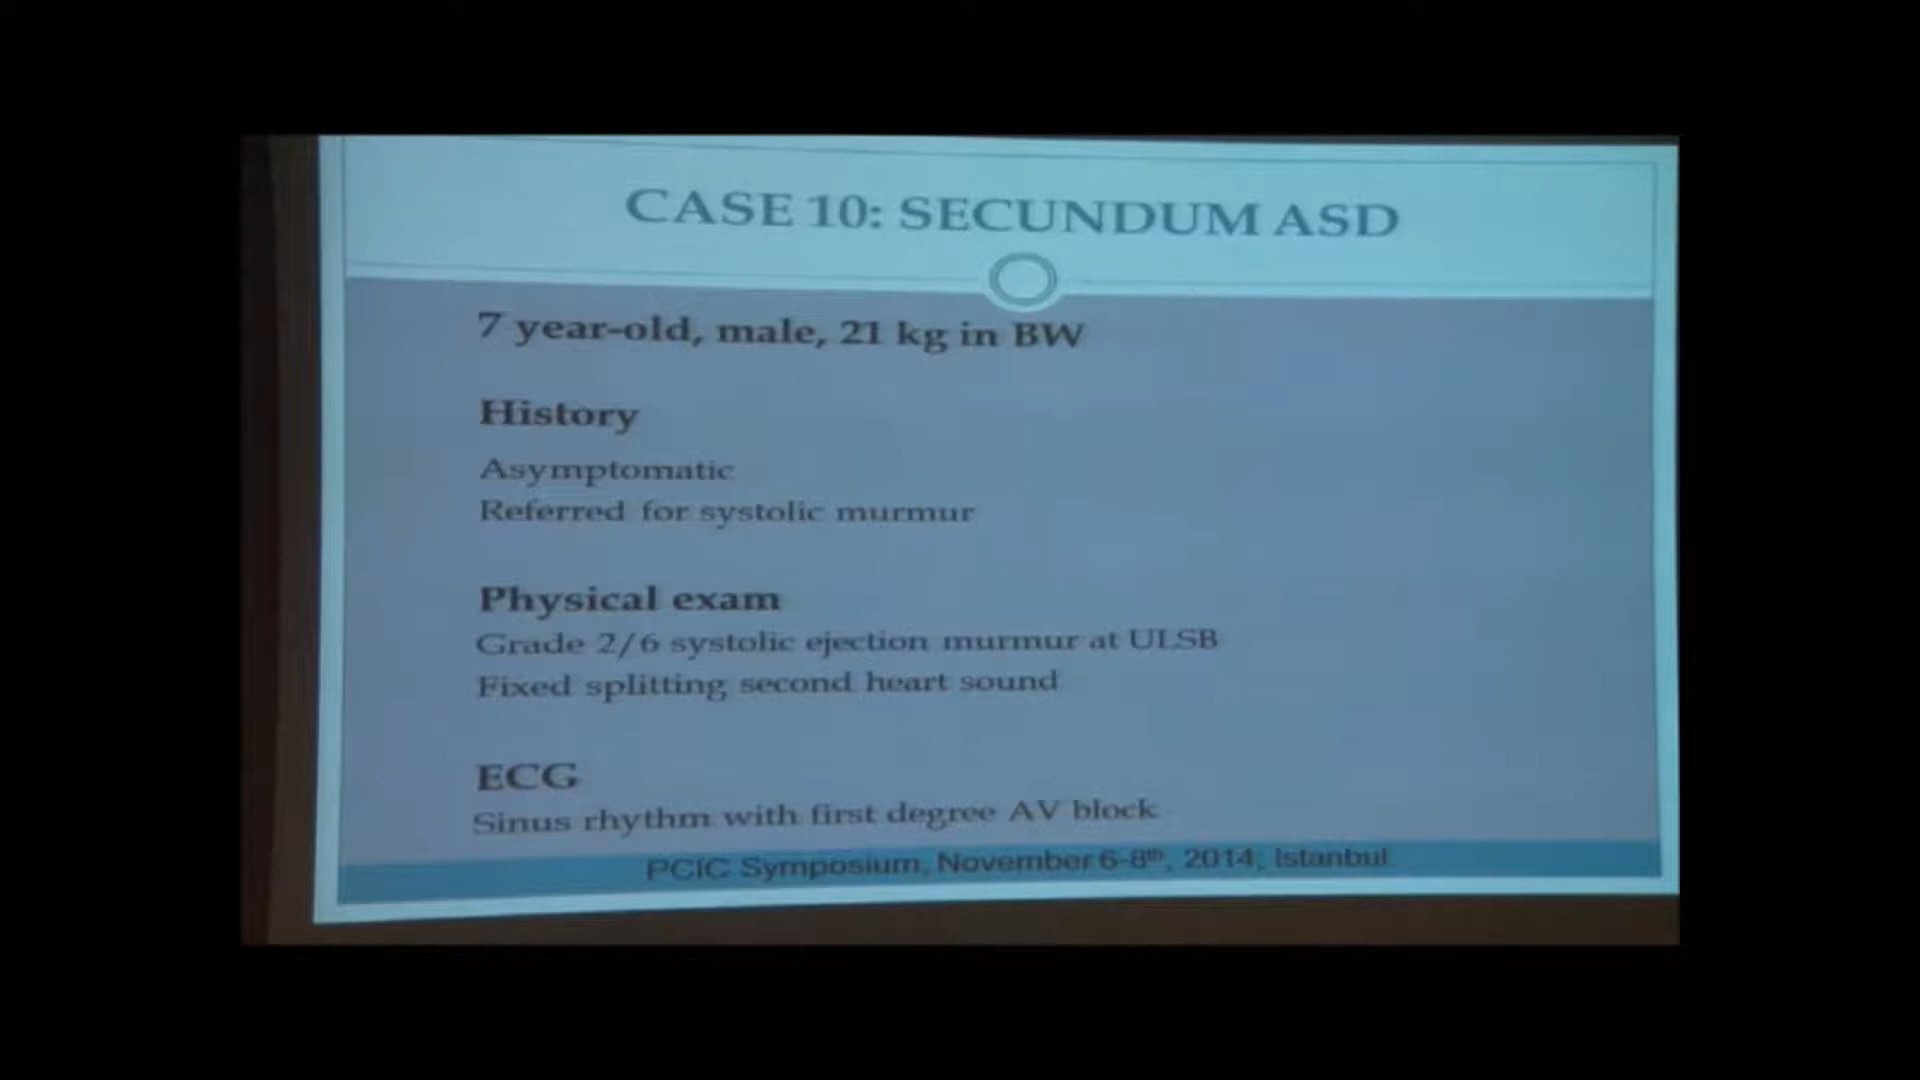 CASE 10: SECUNDUM ASD
7 year-old, male, 21 kg in BW
History
Asymptomatic
Referred for systolic murmur
Physical exam
Grade 2/6 systolic ejection murmur at ULSB
Fixed splitting second heart sound
ECG
Sinus rhythm with first degree AV block
PCIC Symposium, November 6-8th, 2014, Istanbul